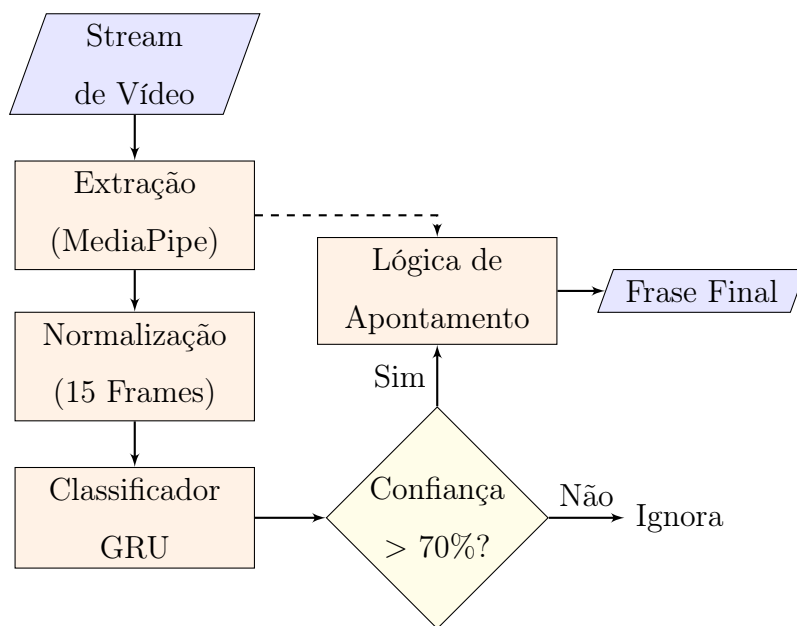 Stream
de Vídeo
Extração
(MediaPipe)
Normalização
(15 Frames)
Classificador
GRU
Confiança
> 70%?
Sim
Não
Ignora
Lógica de
Apontamento
Frase Final